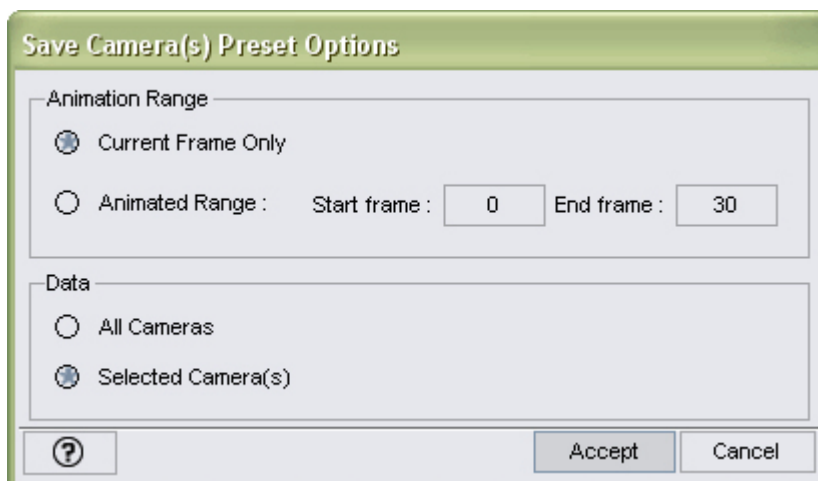 Save Camera(s) Preset Options
Animation Range
Current Frame Only
Animated Range : Start frame : 0 End frame : 30
Data
All Cameras
Selected Camera(s)
? Accept Cancel